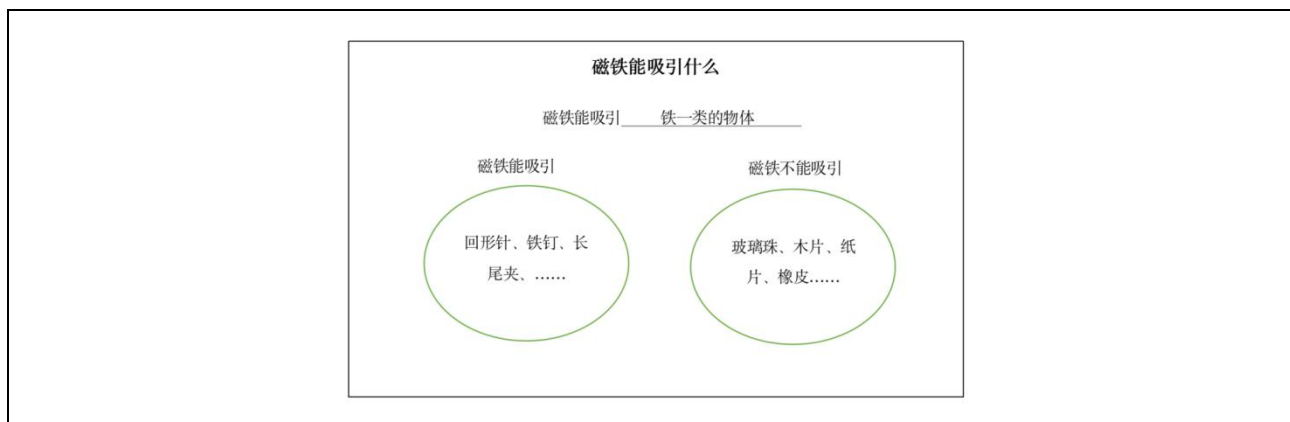 磁铁能吸引什么
磁铁能吸引 铁一类的物体
磁铁能吸引
磁铁不能吸引
回形针、铁钉、长
尾夹、……
玻璃珠、木片、纸
片、橡皮……